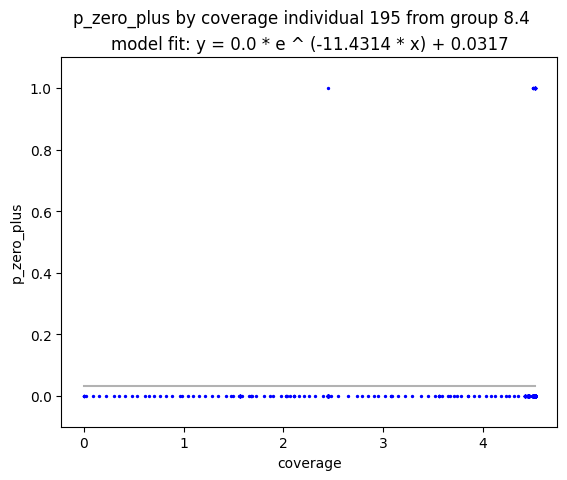 p_zero_plus by coverage individual 195 from group 8.4
model fit: y = 0.0 * e ^ (-11.4314 * x) + 0.0317
1.0
0.8
0.6
0.4
0.2
0.0
p_zero_plus
0 1 2 3 4
coverage